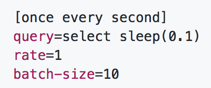 [once every second]
query=select sleep(0.1)
rate=1
batch-size=10